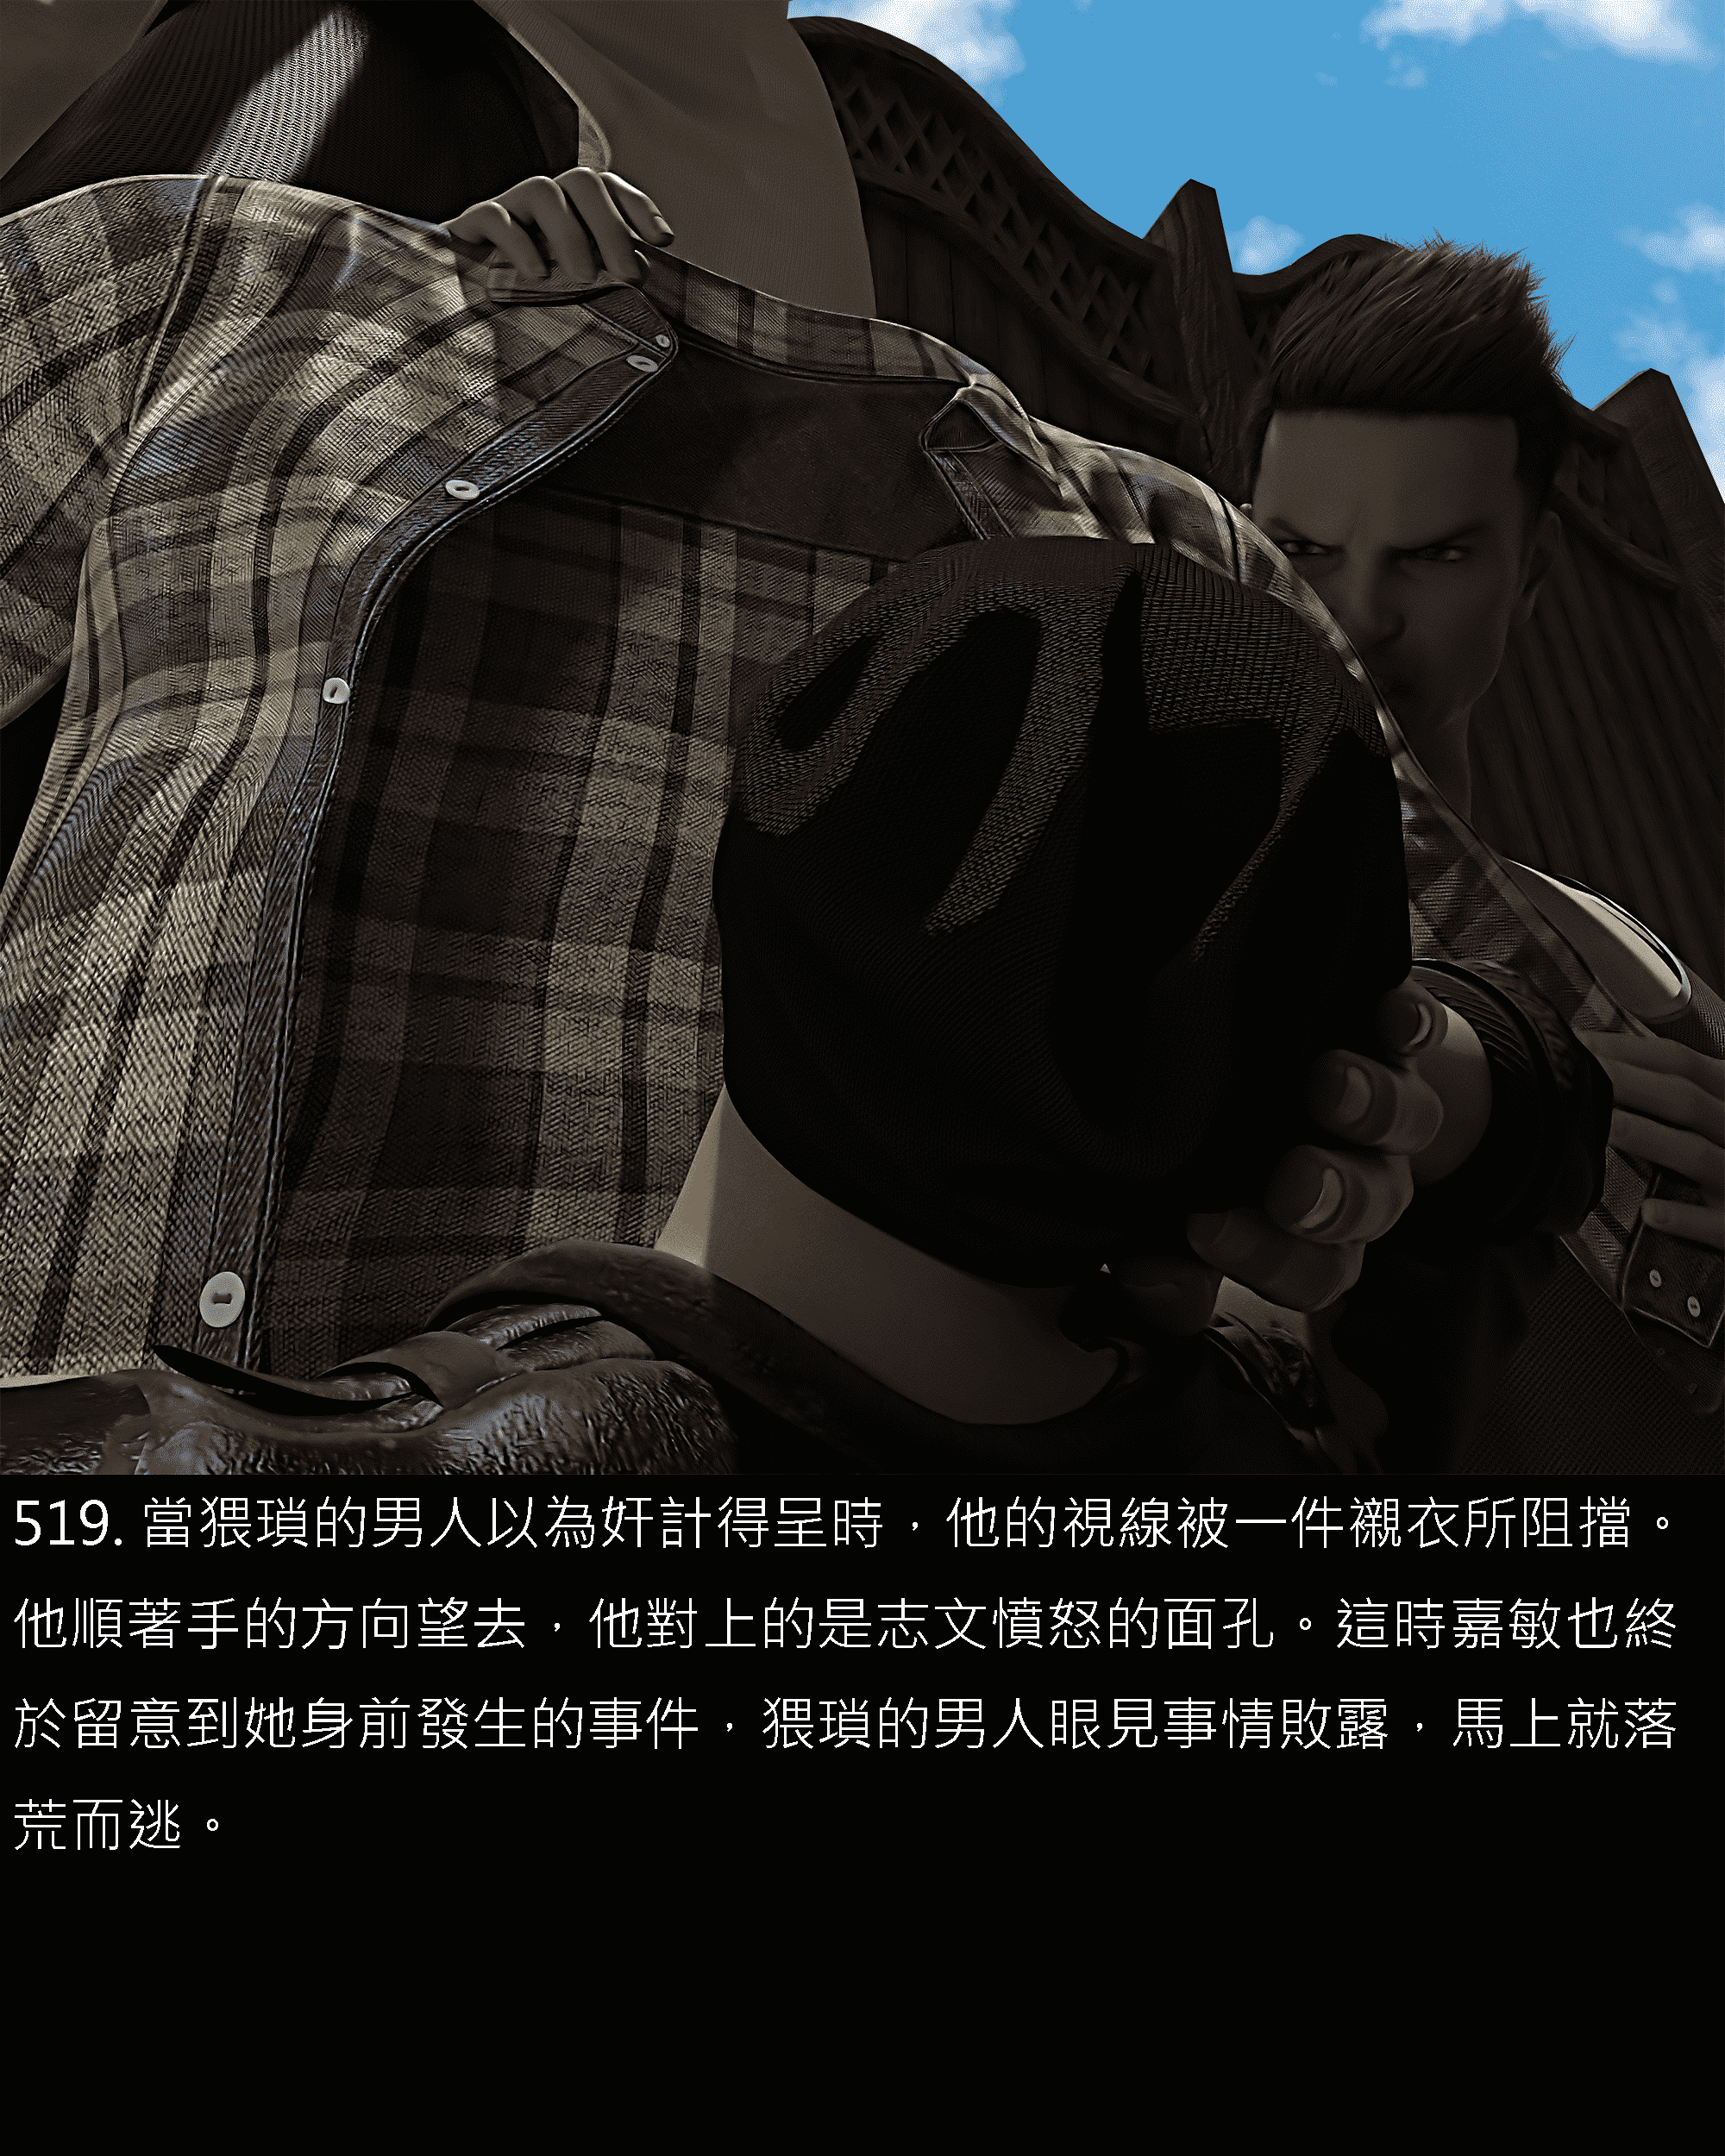 519. 當猥瑣的男人以為奸計得呈時，他的視線被一件襯衣所阻擋。
他順著手的方向望去，他對上的是志文憤怒的面孔。這時嘉敏也終
於留意到她身前發生的事件，猥瑣的男人眼見事情敗露，馬上就落
荒而逃。